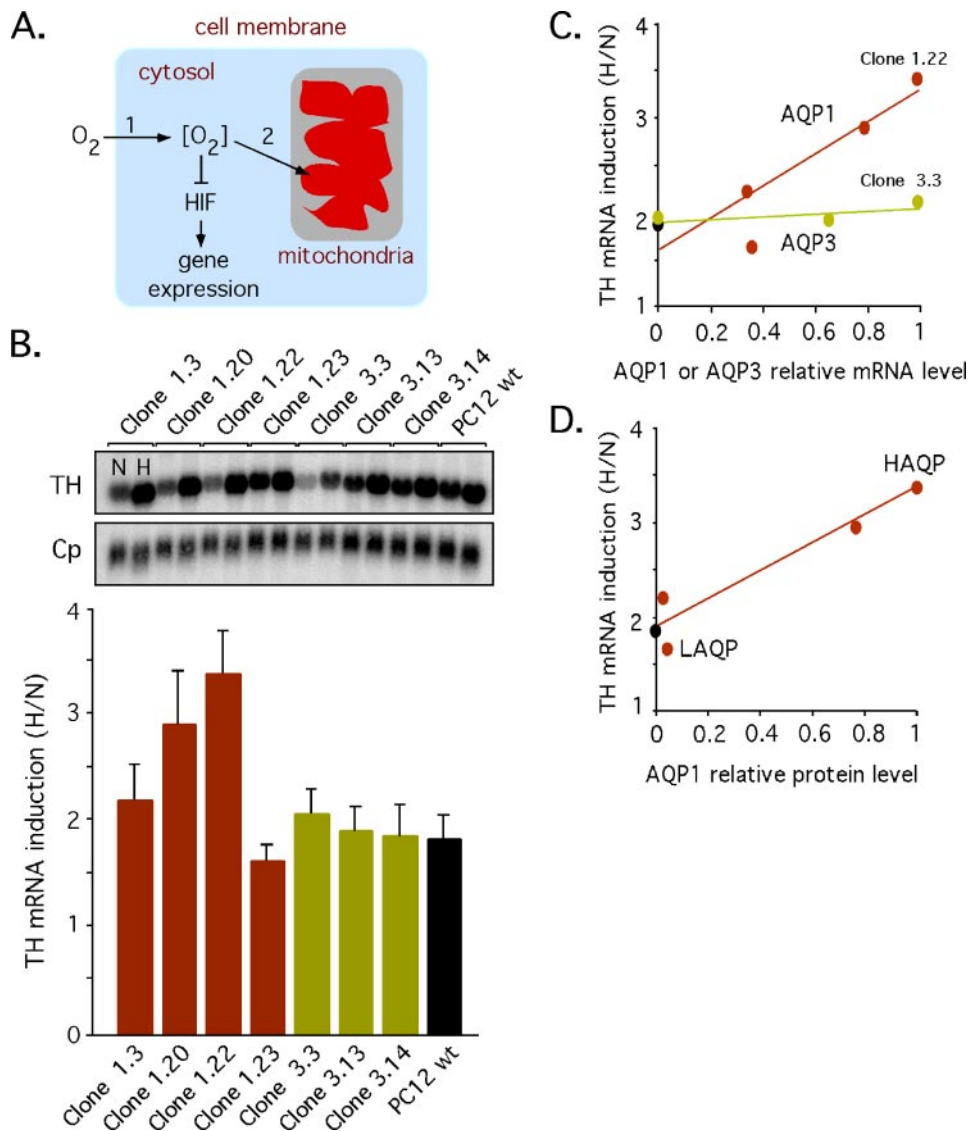 A.
cell membrane
cytosol
O2
1
[O2]
2
HIF
gene
expression
mitochondria
B.
Clone 1.3
Clone 1.20
Clone 1.22
Clone 1.23
Clone 3.3
Clone 3.13
Clone 3.14
PC12 wt
N H
TH
Cp
TH mRNA induction (H/N)
4
3
2
1
0
Clone 1.3
Clone 1.20
Clone 1.22
Clone 1.23
Clone 3.3
Clone 3.13
Clone 3.14
PC12 wt
C.
TH mRNA induction (H/N)
4
3
2
1
Clone 1.22
AQP1
Clone 3.3
AQP3
0 0.2 0.4 0.6 0.8 1
AQP1 or AQP3 relative mRNA level
D.
TH mRNA induction (H/N)
4
3
2
1
HAQP
LAQP
0 0.2 0.4 0.6 0.8 1
AQP1 relative protein level